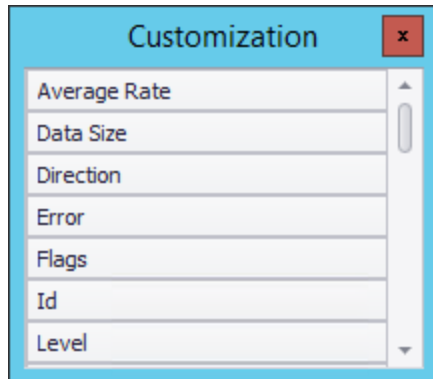 Customization
x
Average Rate
Data Size
Direction
Error
Flags
Id
Level